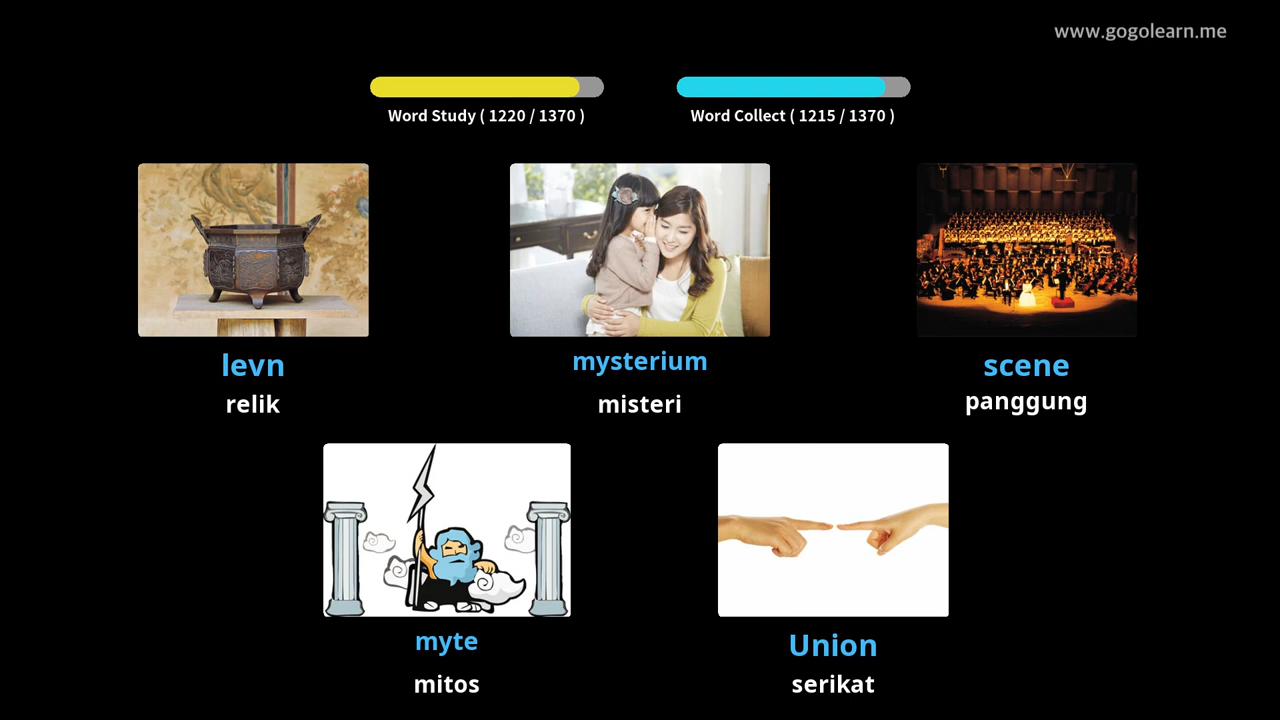 www.gogolearn.me
Word Study ( 1220 / 1370 )
Word Collect ( 1215 / 1370 )
levn
relik
mysterium
misteri
scene
panggung
myte
mitos
Union
serikat